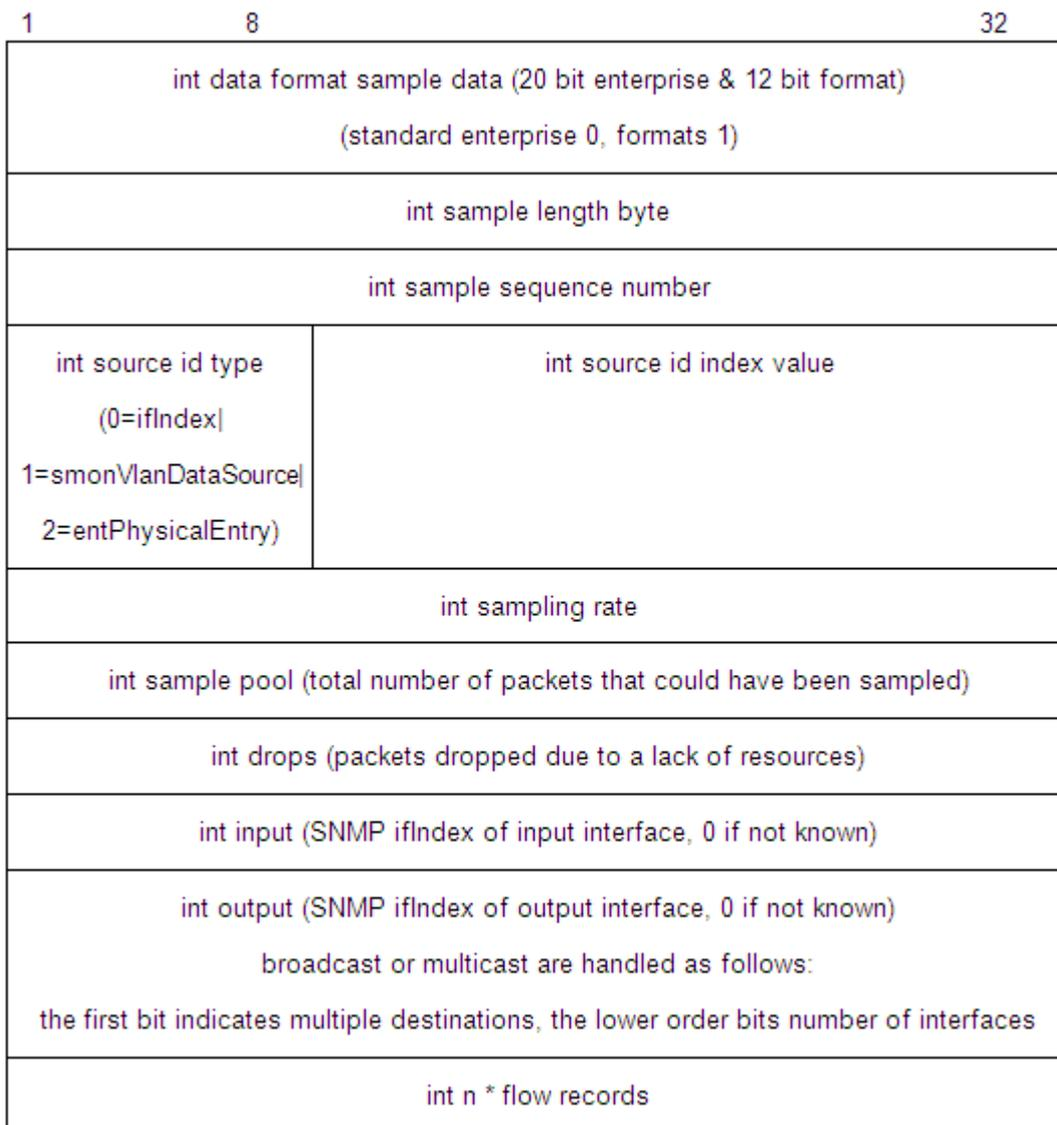 1 8 32
int data format sample data (20 bit enterprise & 12 bit format)
(standard enterprise 0, formats 1)
int sample length byte
int sample sequence number
int source id type
(0=ifIndex|
1=smonVlanDataSource|
2=entPhysicalEntry)
int source id index value
int sampling rate
int sample pool (total number of packets that could have been sampled)
int drops (packets dropped due to a lack of resources)
int input (SNMP ifIndex of input interface, 0 if not known)
int output (SNMP ifIndex of output interface, 0 if not known)
broadcast or multicast are handled as follows:
the first bit indicates multiple destinations, the lower order bits number of interfaces
int n * flow records